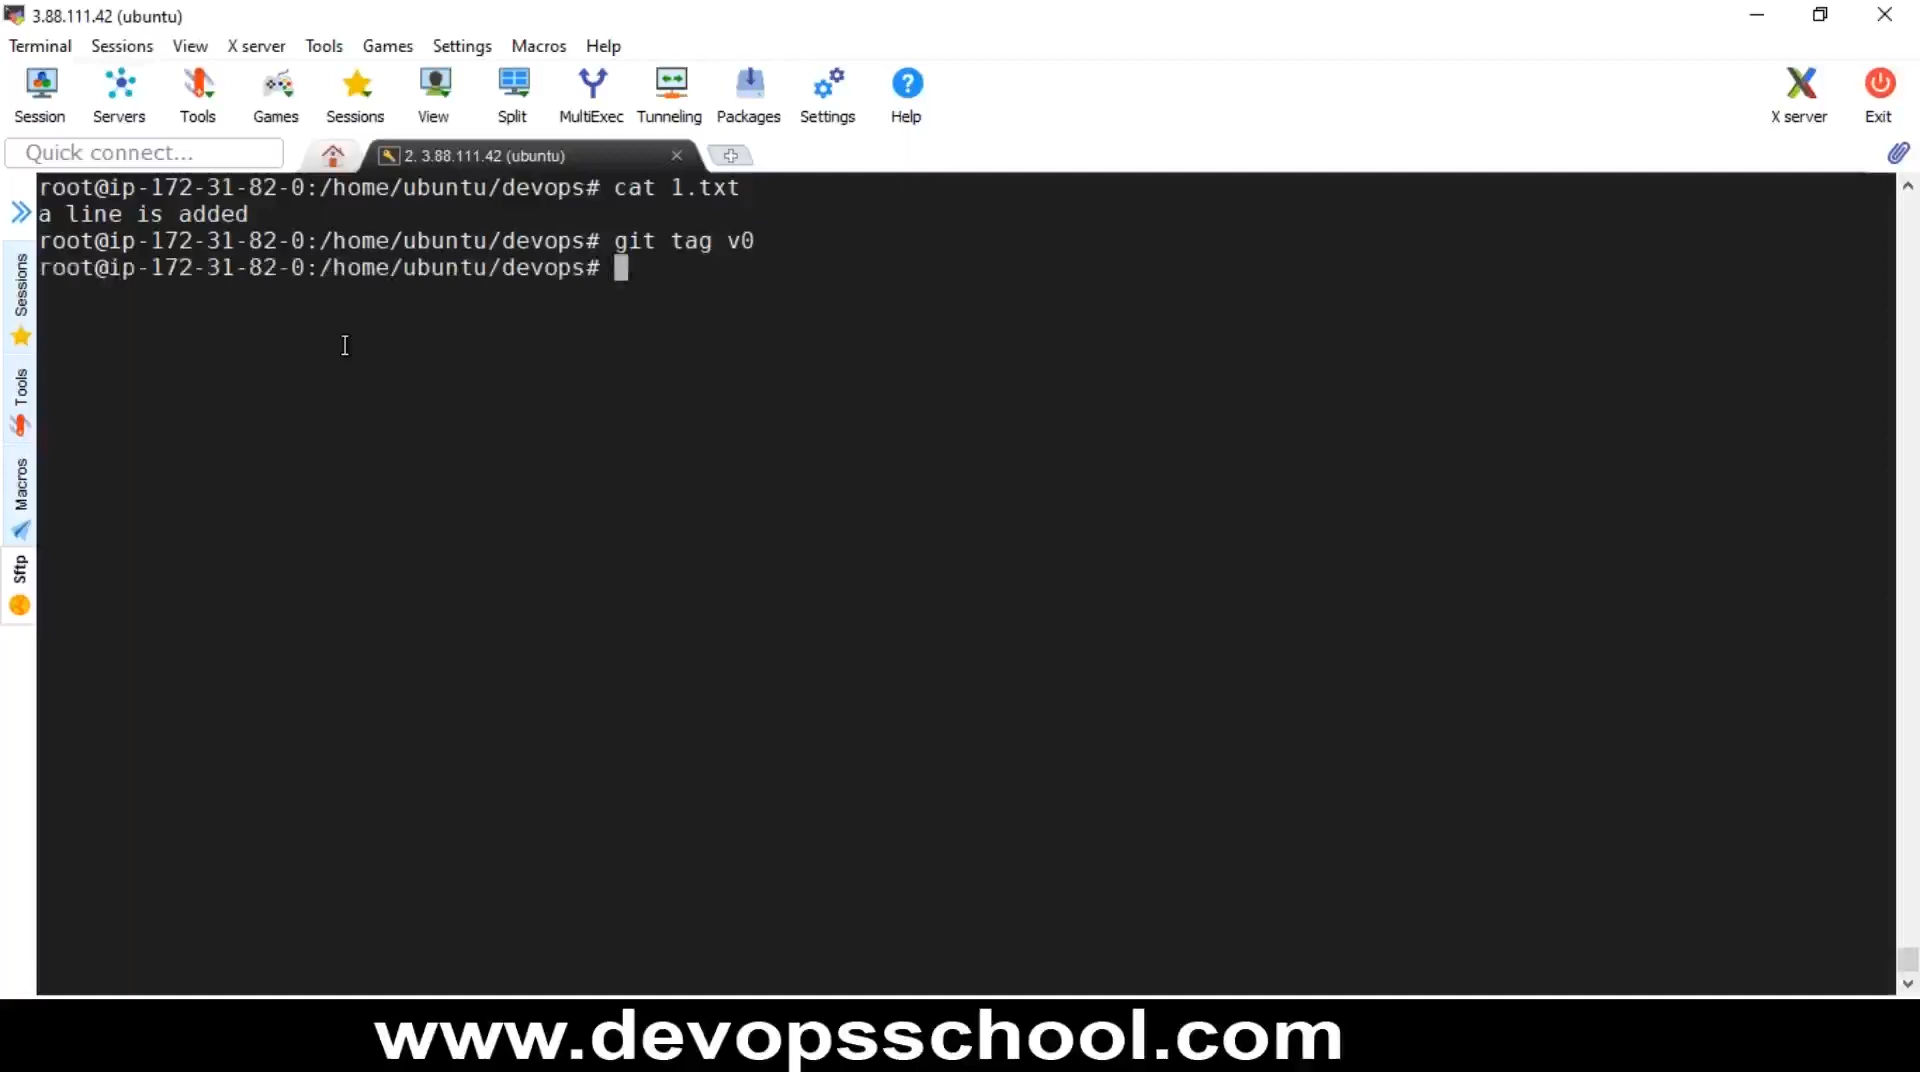 3.88.111.42 (ubuntu)
Terminal Sessions View X server Tools Games Settings Macros Help
Session Servers Tools Games Sessions View Split MultiExec Tunneling Packages Settings Help X server Exit
Quick connect...
2. 3.88.111.42 (ubuntu)
root@ip-172-31-82-0:/home/ubuntu/devops# cat 1.txt
a line is added
root@ip-172-31-82-0:/home/ubuntu/devops# git tag v0
root@ip-172-31-82-0:/home/ubuntu/devops#
Sessions
Tools
Macros
Sftp
www.devopsschool.com